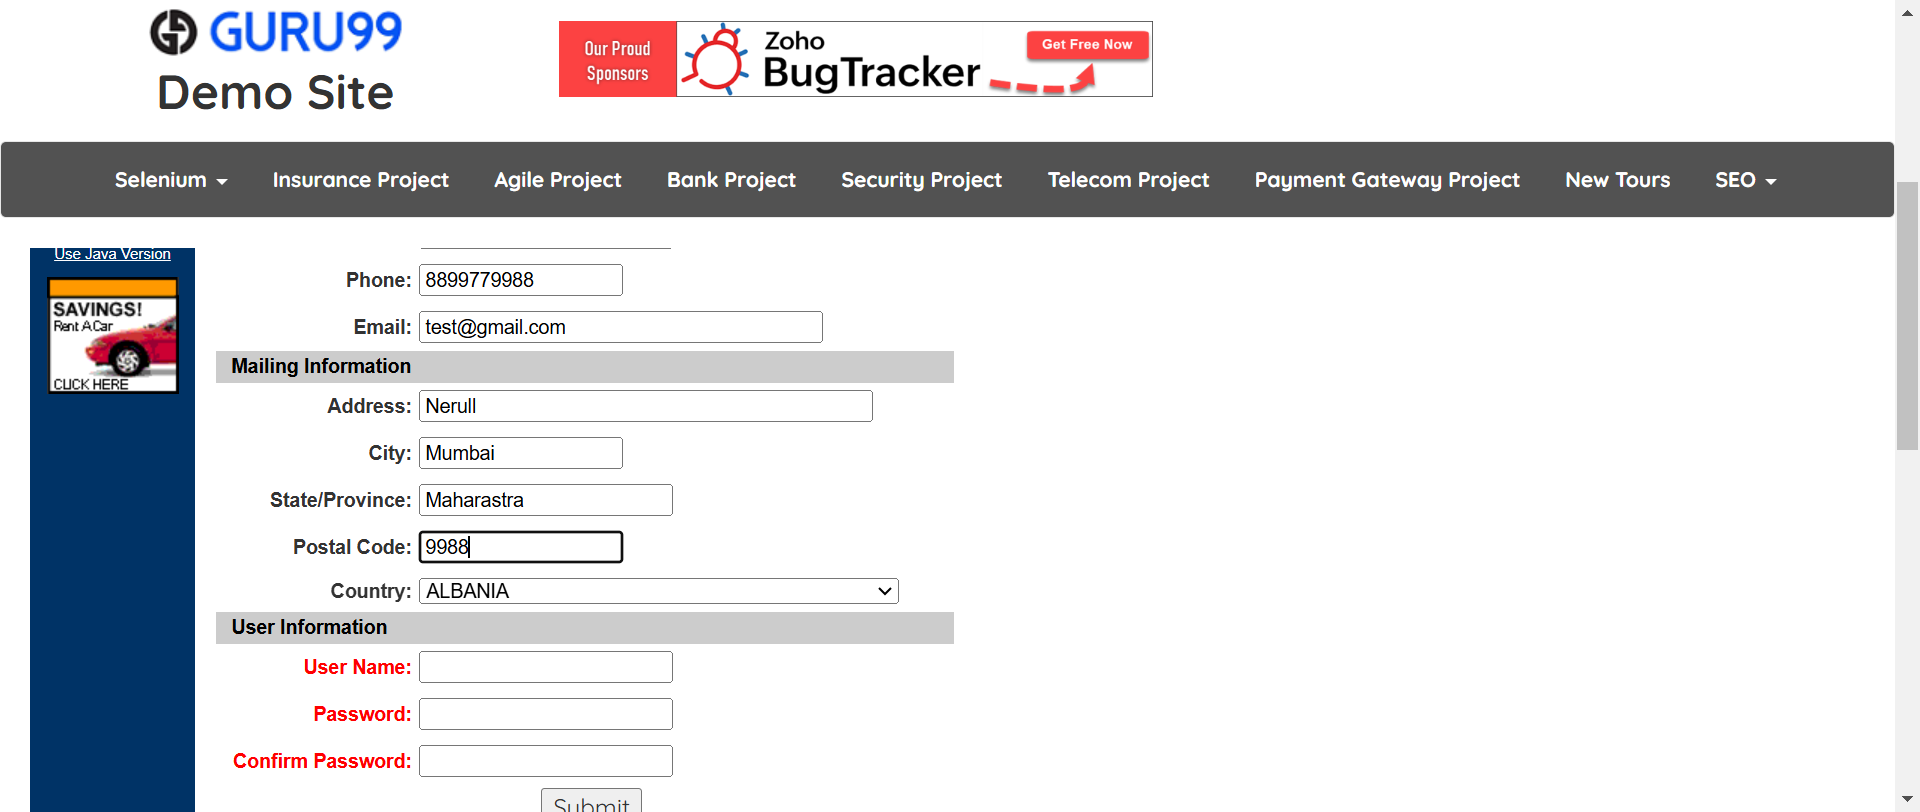 GURU99
Demo Site
Our Proud
Sponsors
Zoho
BugTracker
Get Free Now
Selenium
Insurance Project
Agile Project
Bank Project
Security Project
Telecom Project
Payment Gateway Project
New Tours
SEO
Use Java Version
SAVINGS!
Rent A Car
CLICK HERE
Phone: 8899779988
Email: test@gmail.com
Mailing Information
Address: Nerull
City: Mumbai
State/Province: Maharastra
Postal Code: 9988
Country: ALBANIA
User Information
User Name:
Password:
Confirm Password:
Submit